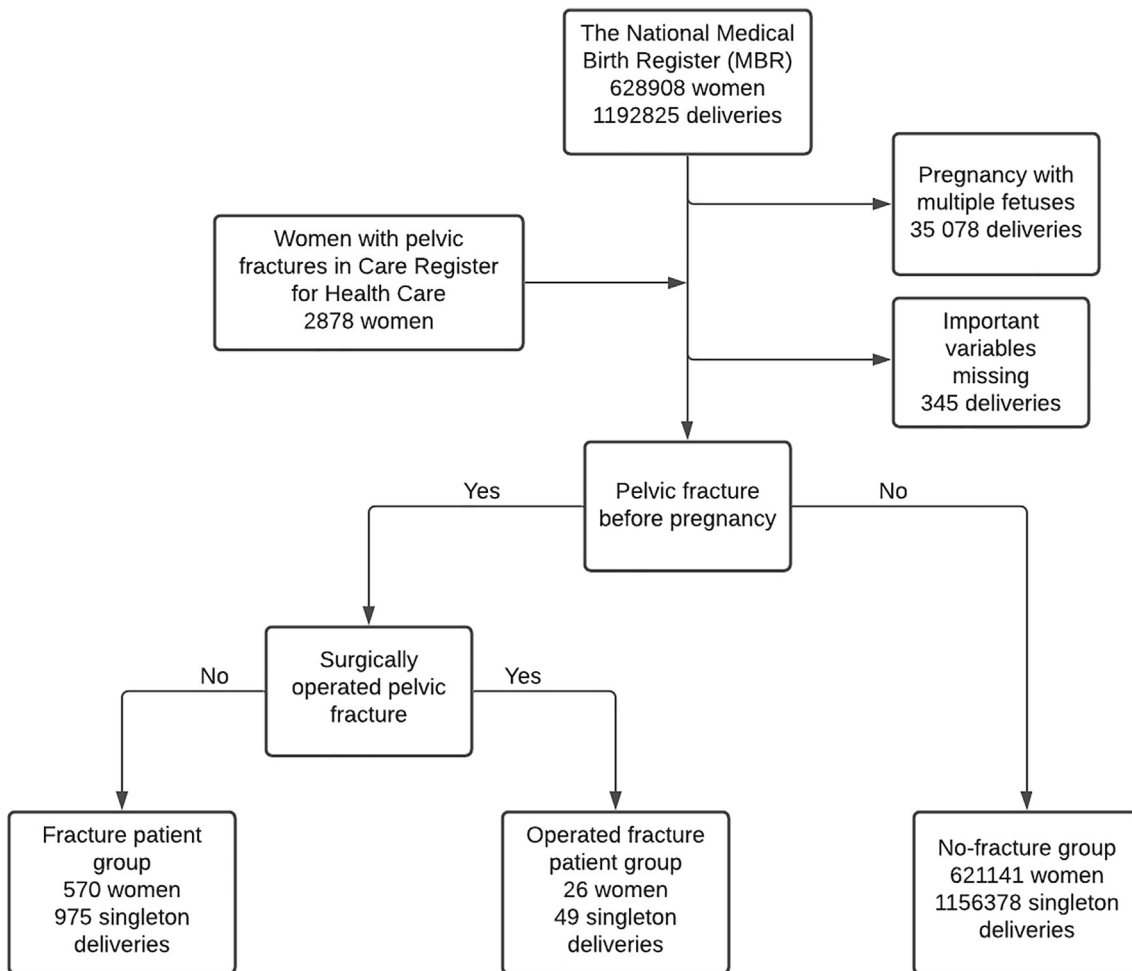 The National Medical
Birth Register (MBR)
628908 women
1192825 deliveries
Pregnancy with
multiple fetuses
35 078 deliveries
Women with pelvic
fractures in Care Register
for Health Care
2878 women
Important
variables
missing
345 deliveries
Pelvic fracture
before pregnancy
Yes
No
Surgically
operated pelvic
fracture
No
Yes
Fracture patient
group
570 women
975 singleton
deliveries
Operated fracture
patient group
26 women
49 singleton
deliveries
No-fracture group
621141 women
1156378 singleton
deliveries